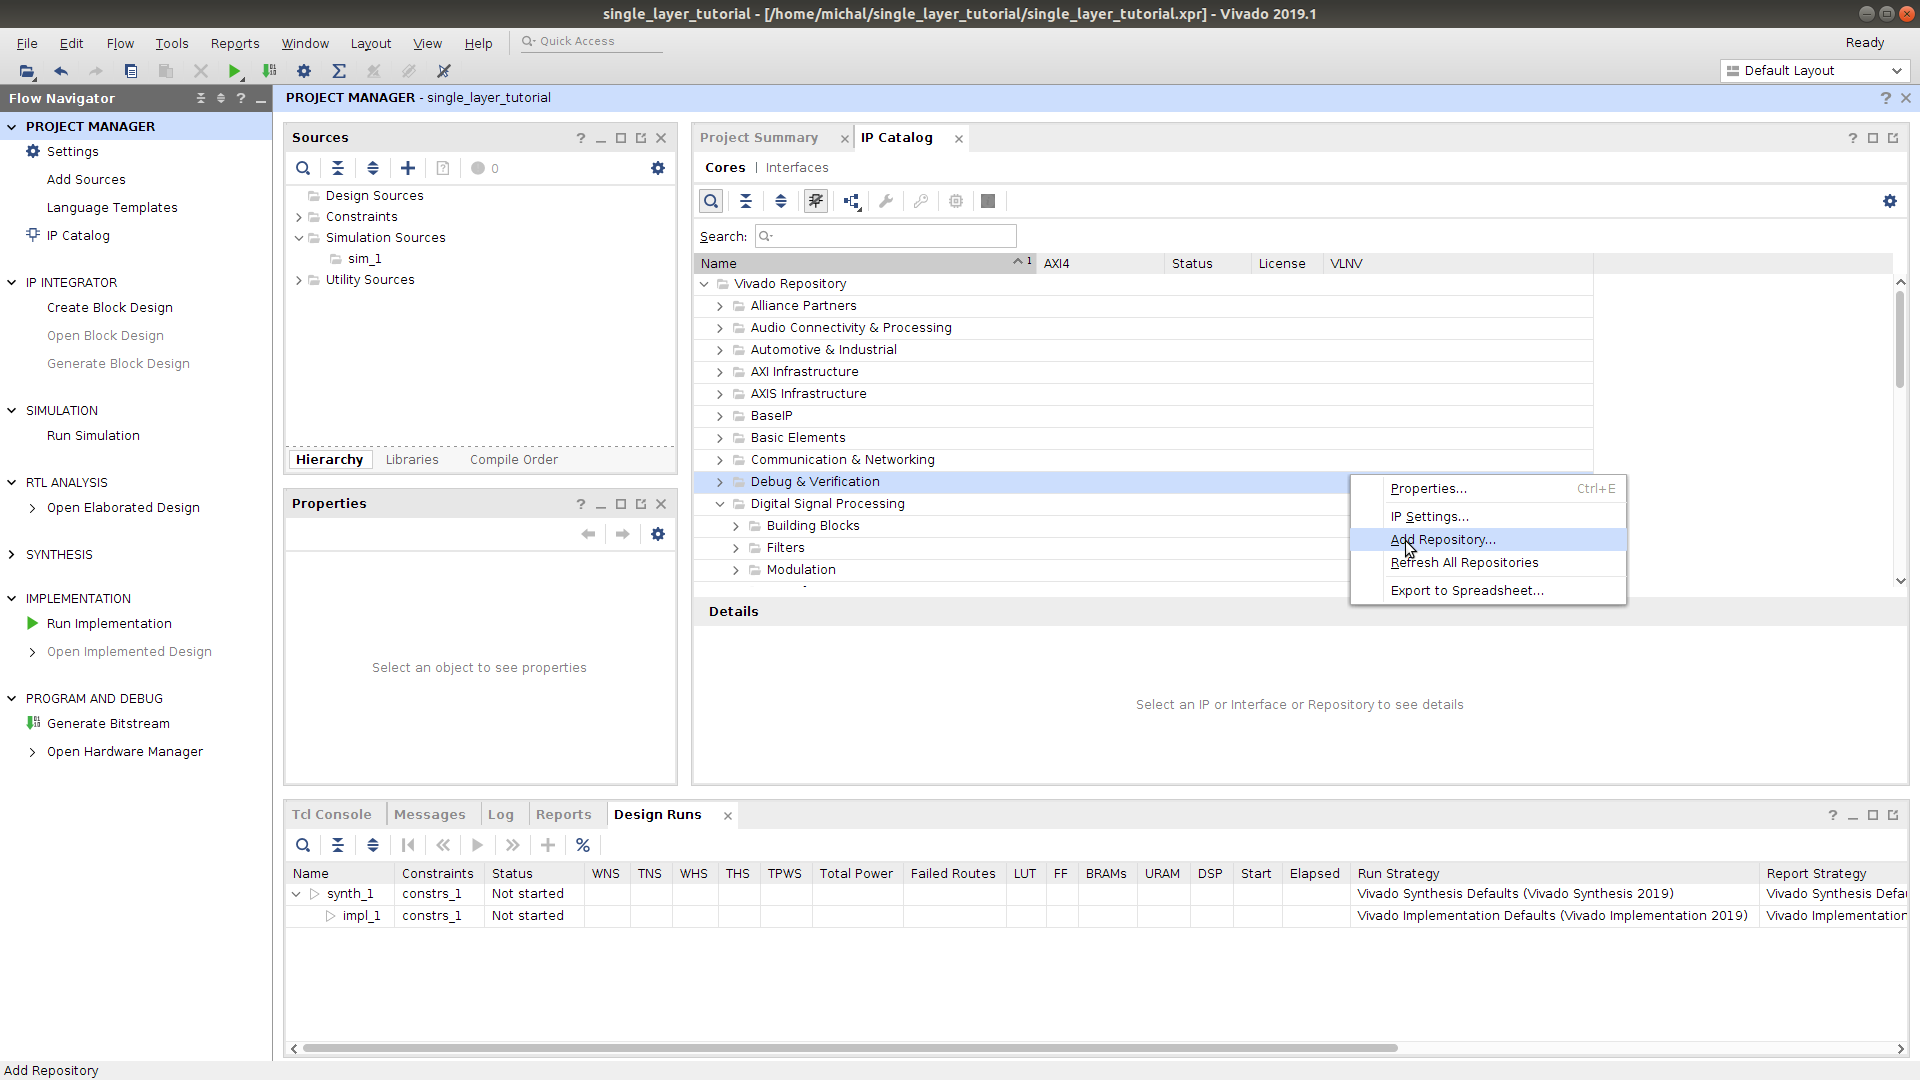 single_layer_tutorial - [/home/michal/single_layer_tutorial/single_layer_tutorial.xpr] - Vivado 2019.1
File Edit Flow Tools Reports Window Layout View Help Quick Access Ready
Default Layout
Flow Navigator
PROJECT MANAGER
Settings
Add Sources
Language Templates
IP Catalog
IP INTEGRATOR
Create Block Design
Open Block Design
Generate Block Design
SIMULATION
Run Simulation
RTL ANALYSIS
Open Elaborated Design
SYNTHESIS
IMPLEMENTATION
Run Implementation
Open Implemented Design
PROGRAM AND DEBUG
Generate Bitstream
Open Hardware Manager
PROJECT MANAGER - single_layer_tutorial
Sources
0
Design Sources
Constraints
Simulation Sources
sim_1
Utility Sources
Hierarchy Libraries Compile Order
Properties
Select an object to see properties
Project Summary IP Catalog
Cores | Interfaces
Search:
Name 1 AXI4 Status License VLNV
Vivado Repository
Alliance Partners
Audio Connectivity & Processing
Automotive & Industrial
AXI Infrastructure
AXIS Infrastructure
BaseIP
Basic Elements
Communication & Networking
Debug & Verification
Digital Signal Processing
Building Blocks
Filters
Modulation
Properties... Ctrl+E
IP Settings...
Add Repository...
Refresh All Repositories
Export to Spreadsheet...
Details
Select an IP or Interface or Repository to see details
Tcl Console Messages Log Reports Design Runs
Name Constraints Status WNS TNS WHS THS TPWS Total Power Failed Routes LUT FF BRAMs URAM DSP Start Elapsed Run Strategy Report Strategy
synth_1 constrs_1 Not started Vivado Synthesis Defaults (Vivado Synthesis 2019) Vivado Synthesis Defau
impl_1 constrs_1 Not started Vivado Implementation Defaults (Vivado Implementation 2019) Vivado Implementation
Add Repository